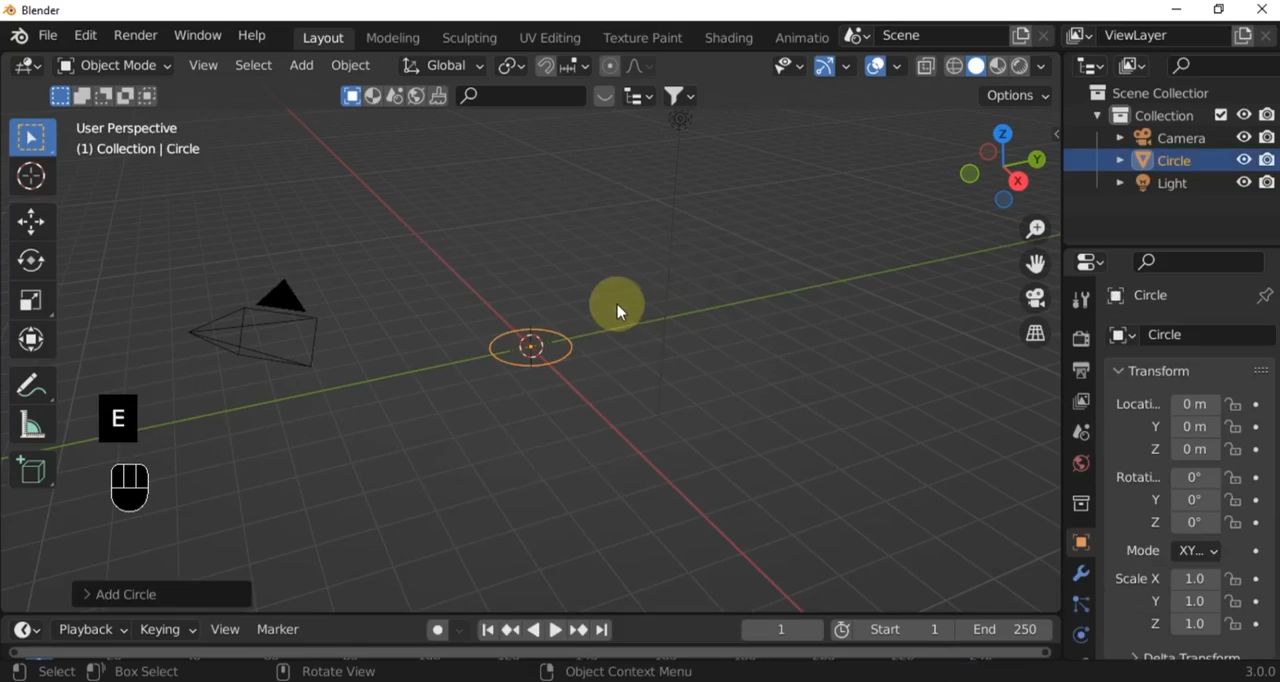 Blender
File Edit Render Window Help Layout Modeling Sculpting UV Editing Texture Paint Shading Animatio Scene ViewLayer
Object Mode View Select Add Object Global
Options
User Perspective
(1) Collection | Circle
Z
Y
X
Scene Collectior
Collection
Camera
Circle
Light
Circle
Circle
Transform
Locati... 0 m
Y 0 m
Z 0 m
Rotati... 0°
Y 0°
Z 0°
Mode XY...
Scale X 1.0
Y 1.0
Z 1.0
Delta Transform
E
Add Circle
Playback Keying View Marker 1 Start 1 End 250
Select Box Select Rotate View Object Context Menu 3.0.0